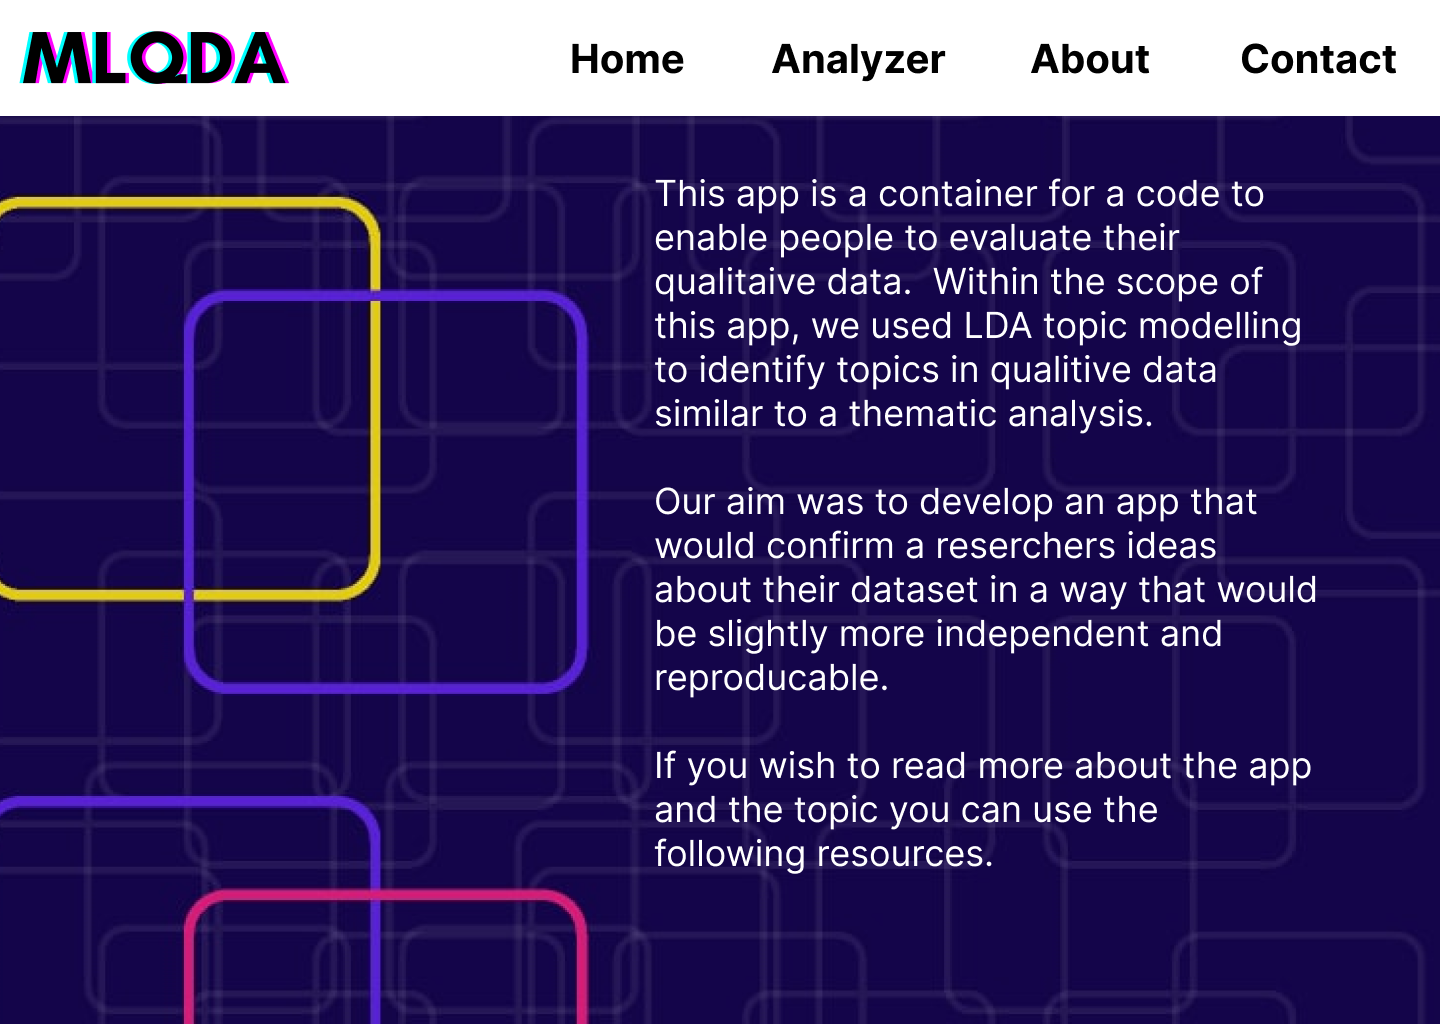 MLQDA
Home Analyzer About Contact
This app is a container for a code to
enable people to evaluate their
qualitaive data.  Within the scope of
this app, we used LDA topic modelling
to identify topics in qualitive data
similar to a thematic analysis.
Our aim was to develop an app that
would confirm a reserchers ideas
about their dataset in a way that would
be slightly more independent and
reproducable.
If you wish to read more about the app
and the topic you can use the
following resources.